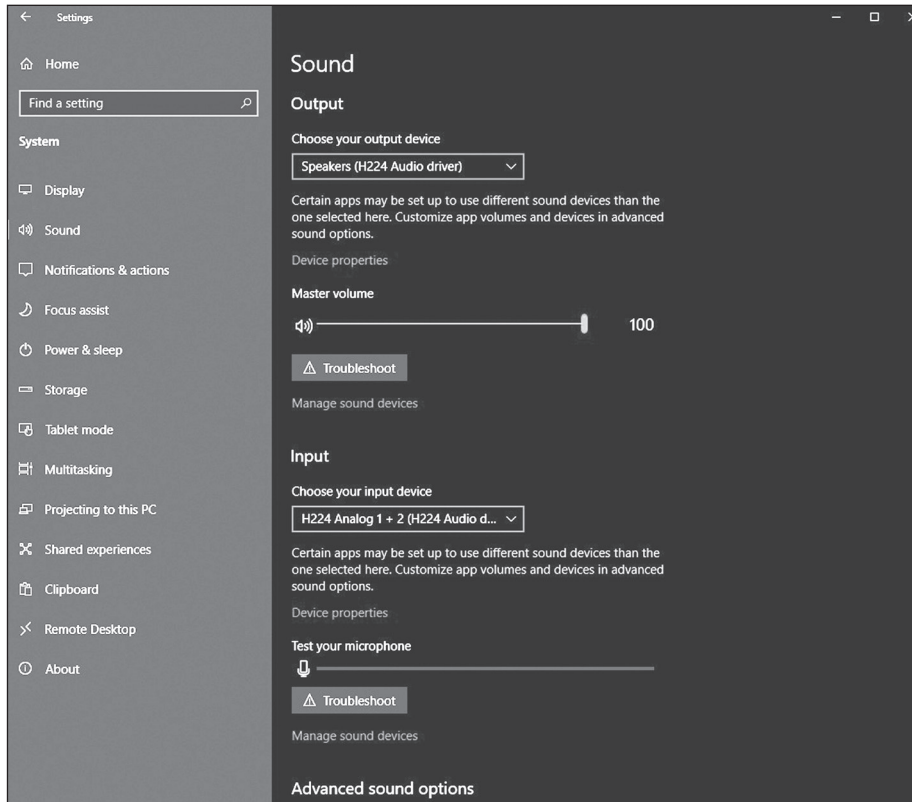 Settings
Home
Find a setting
System
Display
Sound
Notifications & actions
Focus assist
Power & sleep
Storage
Tablet mode
Multitasking
Projecting to this PC
Shared experiences
Clipboard
Remote Desktop
About
Sound
Output
Choose your output device
Speakers (H224 Audio driver)
Certain apps may be set up to use different sound devices than the
one selected here. Customize app volumes and devices in advanced
sound options.
Device properties
Master volume
100
Troubleshoot
Manage sound devices
Input
Choose your input device
H224 Analog 1 + 2 (H224 Audio d...
Certain apps may be set up to use different sound devices than the
one selected here. Customize app volumes and devices in advanced
sound options.
Device properties
Test your microphone
Troubleshoot
Manage sound devices
Advanced sound options